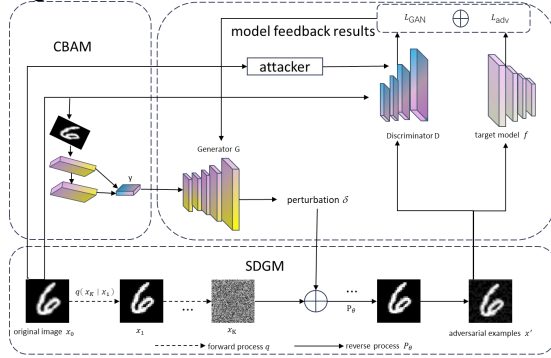 L_GAN ⊕ L_adv
CBAM
model feedback results
attacker
Discriminator D
target model f
Generator G
y
perturbation δ
SDGM
q( x_K | x_1)
...
...
P_θ
P_θ
original image x_0
x_1
x_K
adversarial examples x'
forward process q
reverse process P_θ